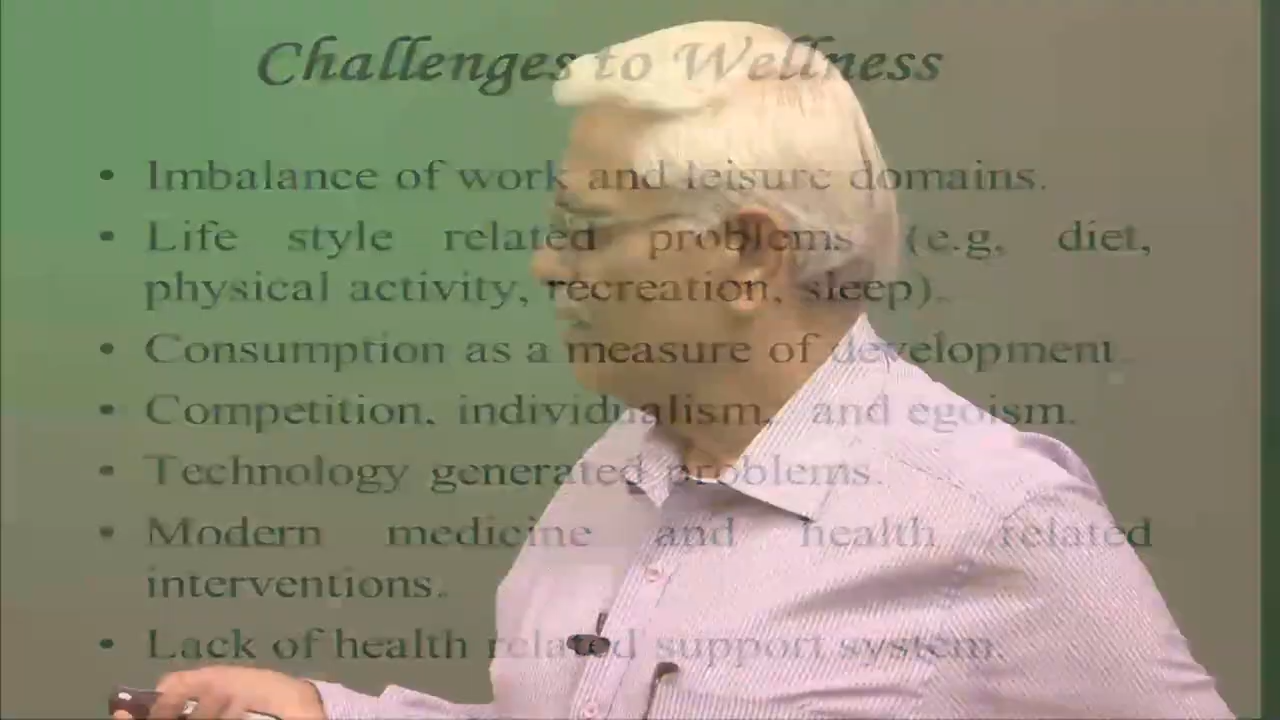 Challenges to Wellness
• Imbalance of work and leisure domains.
• Life style related problems (e.g, diet,
physical activity, recreation, sleep).
• Consumption as a measure of development.
• Competition, individualism, and egoism.
• Technology generated problems.
• Modern medicine and health related
interventions.
• Lack of health related support system.